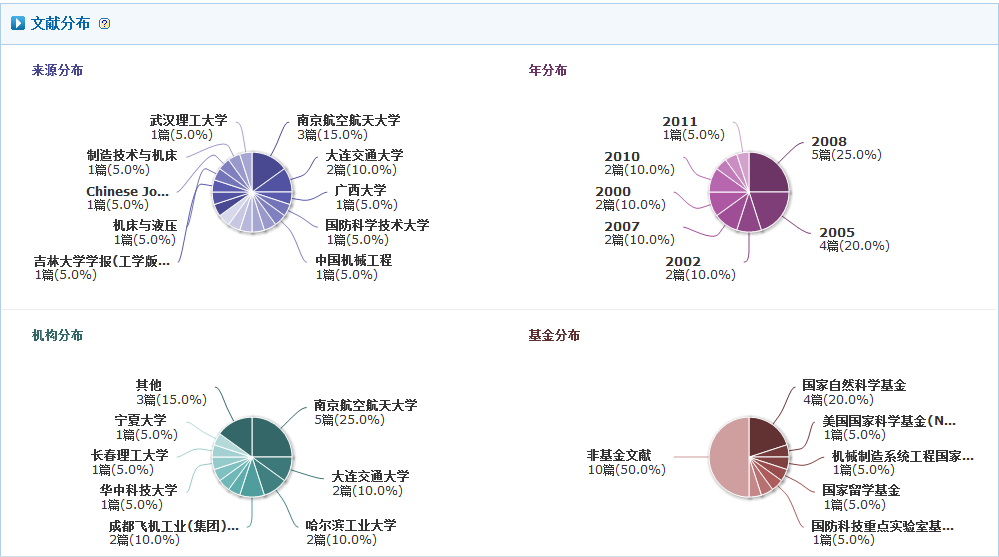 文献分布 ?
来源分布
武汉理工大学
1篇(5.0%)
南京航空航天大学
3篇(15.0%)
制造技术与机床
1篇(5.0%)
大连交通大学
2篇(10.0%)
Chinese Jo...
1篇(5.0%)
广西大学
1篇(5.0%)
机床与液压
1篇(5.0%)
国防科学技术大学
1篇(5.0%)
吉林大学学报(工学版...
1篇(5.0%)
中国机械工程
1篇(5.0%)
年分布
2011
1篇(5.0%)
2008
5篇(25.0%)
2010
2篇(10.0%)
2000
2篇(10.0%)
2007
2篇(10.0%)
2005
4篇(20.0%)
2002
2篇(10.0%)
机构分布
其他
3篇(15.0%)
南京航空航天大学
5篇(25.0%)
宁夏大学
1篇(5.0%)
长春理工大学
1篇(5.0%)
大连交通大学
2篇(10.0%)
华中科技大学
1篇(5.0%)
成都飞机工业(集团)...
2篇(10.0%)
哈尔滨工业大学
2篇(10.0%)
基金分布
国家自然科学基金
4篇(20.0%)
美国国家科学基金(N...
1篇(5.0%)
非基金文献
10篇(50.0%)
机械制造系统工程国家...
1篇(5.0%)
国家留学基金
1篇(5.0%)
国防科技重点实验室基...
1篇(5.0%)